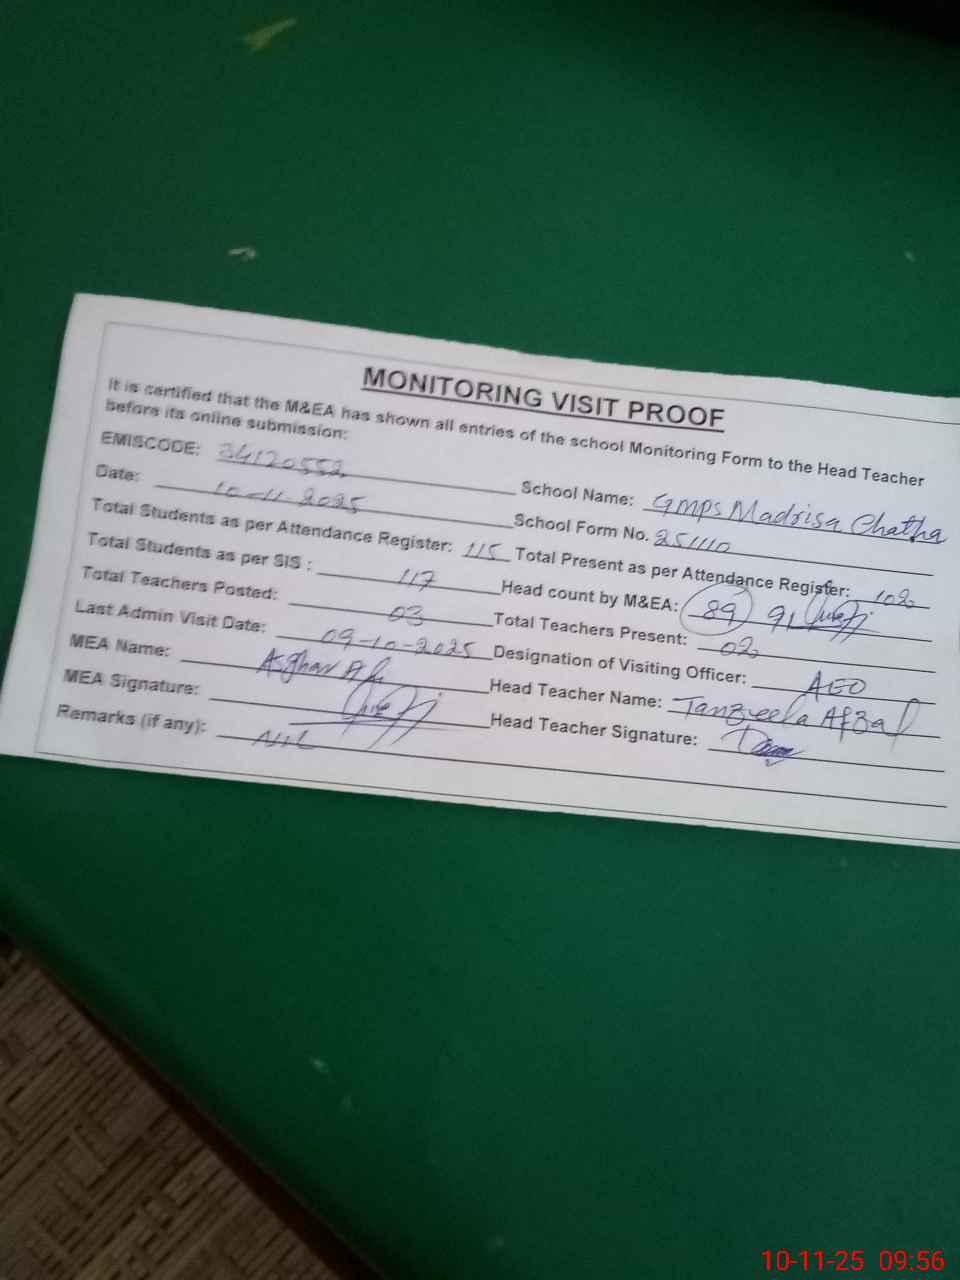 MONITORING VISIT PROOF
It is certified that the M&EA has shown all entries of the school Monitoring Form to the Head Teacher
before its online submission:
EMISCODE: 34120552 School Name: GMPS Madrisa Chatha
Date: 10-11-2025 School Form No. 251110
Total Students as per Attendance Register: 115 Total Present as per Attendance Register:
Total Students as per SIS : 117 Head count by M&EA: 89 91
Total Teachers Posted: 03 Total Teachers Present:
Last Admin Visit Date: 09-10-2025 Designation of Visiting Officer: AEO
MEA Name: Asghar Ali Head Teacher Name: Tanzeela Afzal
MEA Signature: Head Teacher Signature:
Remarks (if any): NIL
10-11-25 09:56